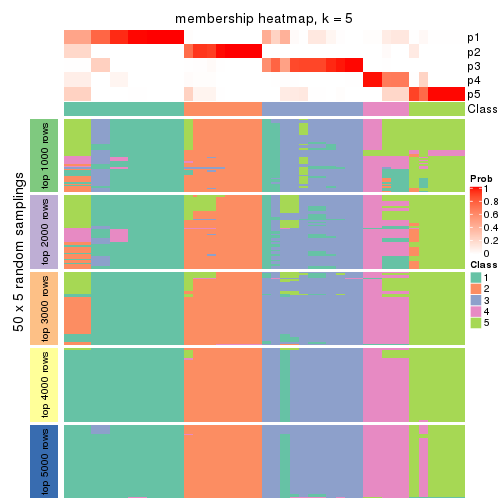 membership heatmap, k = 5
p1
p2
p3
p4
p5
Class
50 x 5 random samplings
top 1000 rows
top 2000 rows
top 3000 rows
top 4000 rows
top 5000 rows
Prob
1
0.8
0.6
0.4
0.2
0
Class
1
2
3
4
5